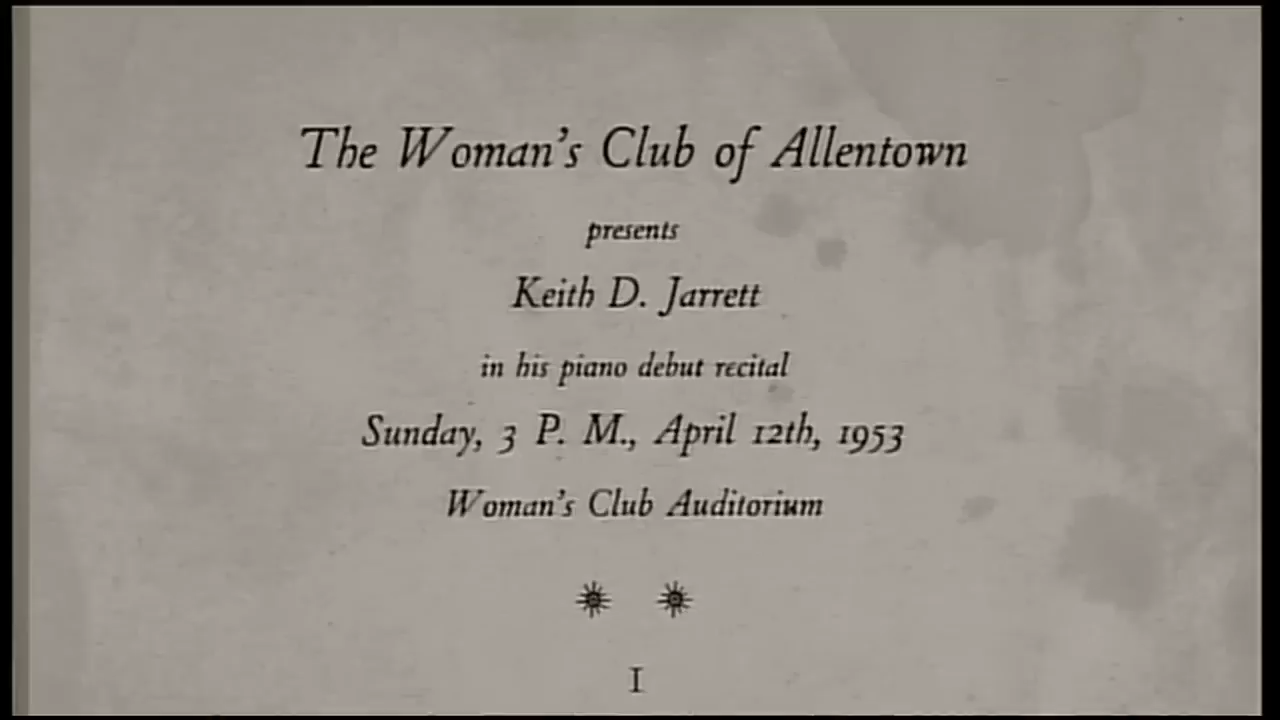 The Woman's Club of Allentown
presents
Keith D. Jarrett
in his piano debut recital
Sunday, 3 P. M., April 12th, 1953
Woman's Club Auditorium
I